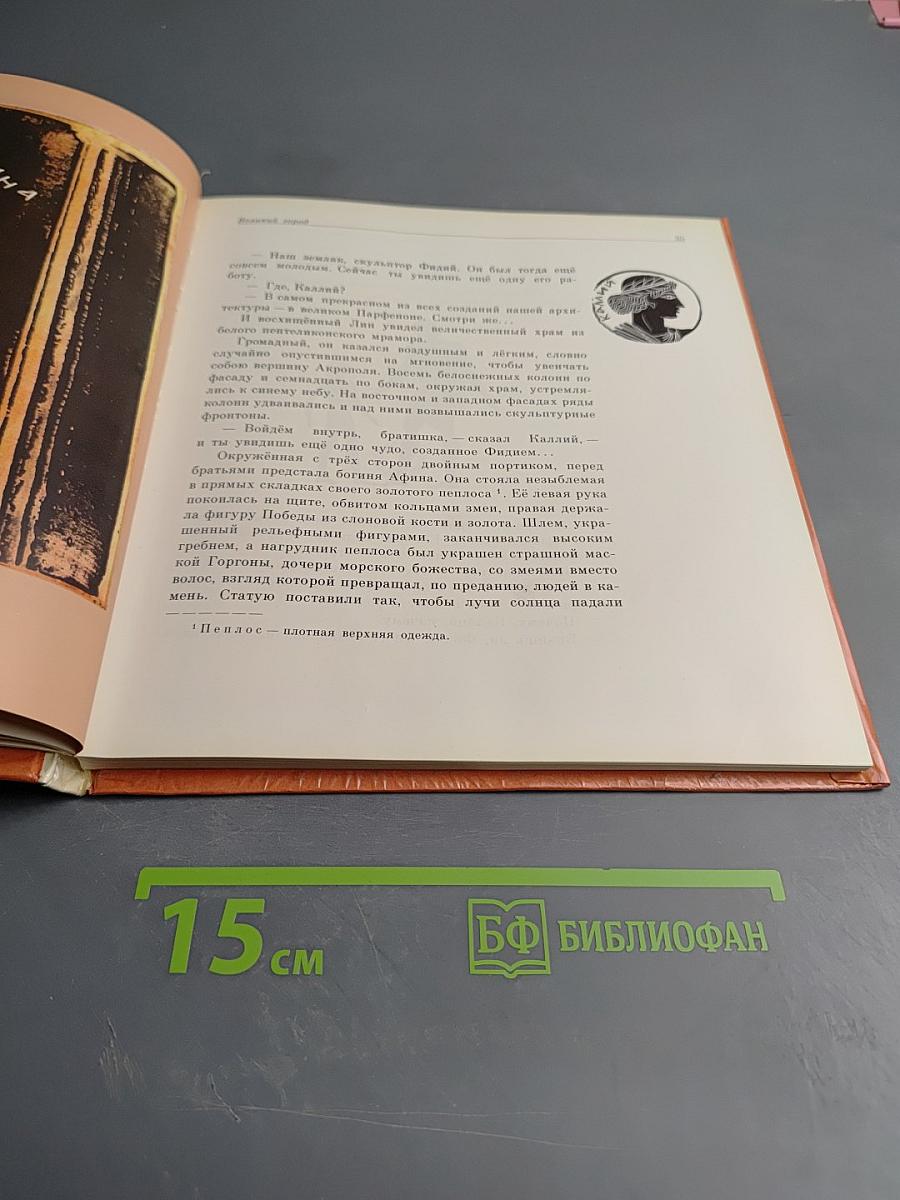 НА
Великий город
35
— Наш земляк, скульптор Фидий. Он был тогда ещё
совсем молодым. Сейчас ты увидишь ещё одну его ра-
боту.
— Где, Каллий?
— В самом прекрасном из всех созданий нашей архи-
тектуры — в великом Парфеноне. Смотри же...
И восхищённый Лин увидел величественный храм из
белого пентеликонского мрамора.
Громадный, он казался воздушным и лёгким, словно
случайно опустившимся на мгновение, чтобы увенчать
собою вершину Акрополя. Восемь белоснежных колонн по
фасаду и семнадцать по бокам, окружая храм, устремля-
лись к синему небу. На восточном и западном фасадах ряды
колонн удваивались и над ними возвышались скульптурные
фронтоны.
— Войдём внутрь, братишка, — сказал Каллий, —
и ты увидишь ещё одно чудо, созданное Фидием...
Окружённая с трёх сторон двойным портиком, перед
братьями предстала богиня Афина. Она стояла незыблемая
в прямых складках своего золотого пеплоса ¹. Её левая рука
покоилась на щите, обвитом кольцами змеи, правая держа-
ла фигуру Победы из слоновой кости и золота. Шлем, укра-
шенный рельефными фигурами, заканчивался высоким
гребнем, а нагрудник пеплоса был украшен страшной мас-
кой Горгоны, дочери морского божества, со змеями вместо
волос, взгляд которой превращал, по преданию, людей в ка-
мень. Статую поставили так, чтобы лучи солнца падали
¹ Пеплос — плотная верхняя одежда.
15 см
БФ БИБЛИОФАН